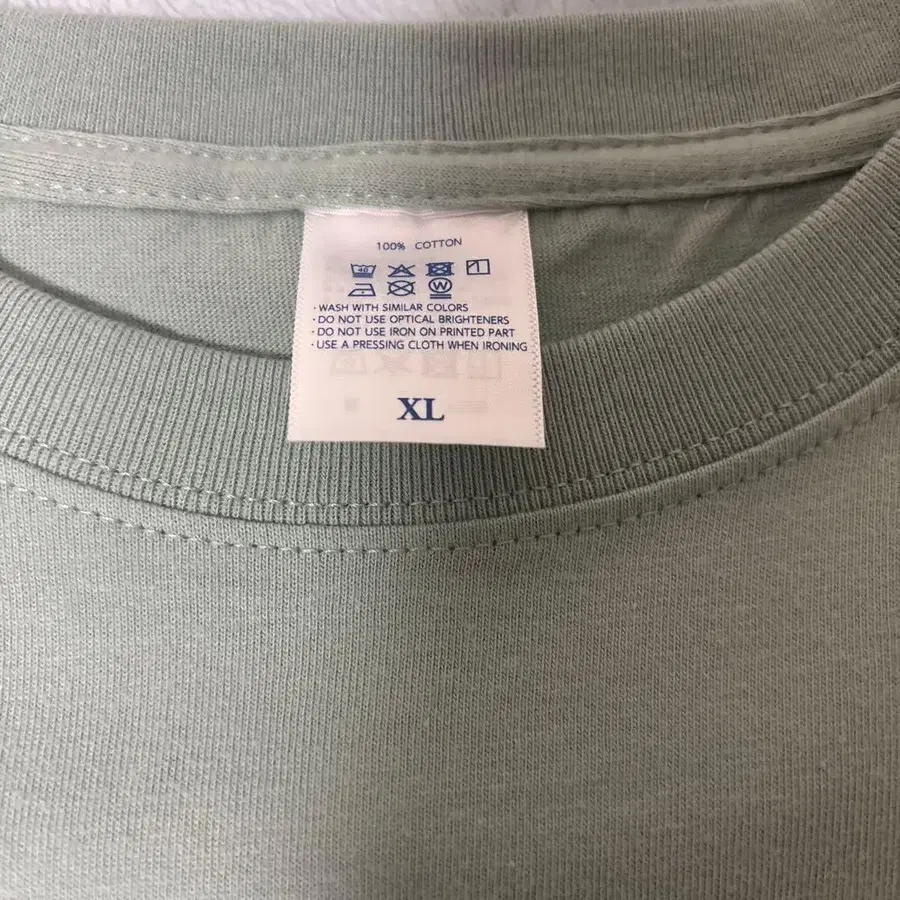 100% COTTON
40
W
· WASH WITH SIMILAR COLORS
· DO NOT USE OPTICAL BRIGHTENERS
· DO NOT USE IRON ON PRINTED PART
· USE A PRESSING CLOTH WHEN IRONING
XL